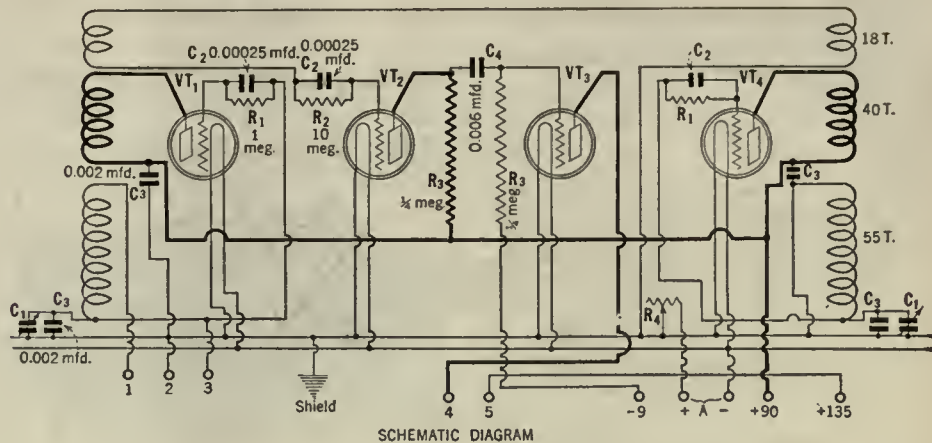 18 T.
C2 0.00025 mfd.
0.00025 mfd.
C2
C4
C2
VT1
VT2
VT3
VT4
R1
1
meg.
R2
10
meg.
0.006 mfd.
R1
40 T.
0.002 mfd.
C3
R3
¼ meg.
R3
¼ meg.
C3
55 T.
C1
C3
R4
C3
C1
0.002 mfd.
1
2
3
Shield
4
5
-9
+ A -
+90
+135
SCHEMATIC DIAGRAM